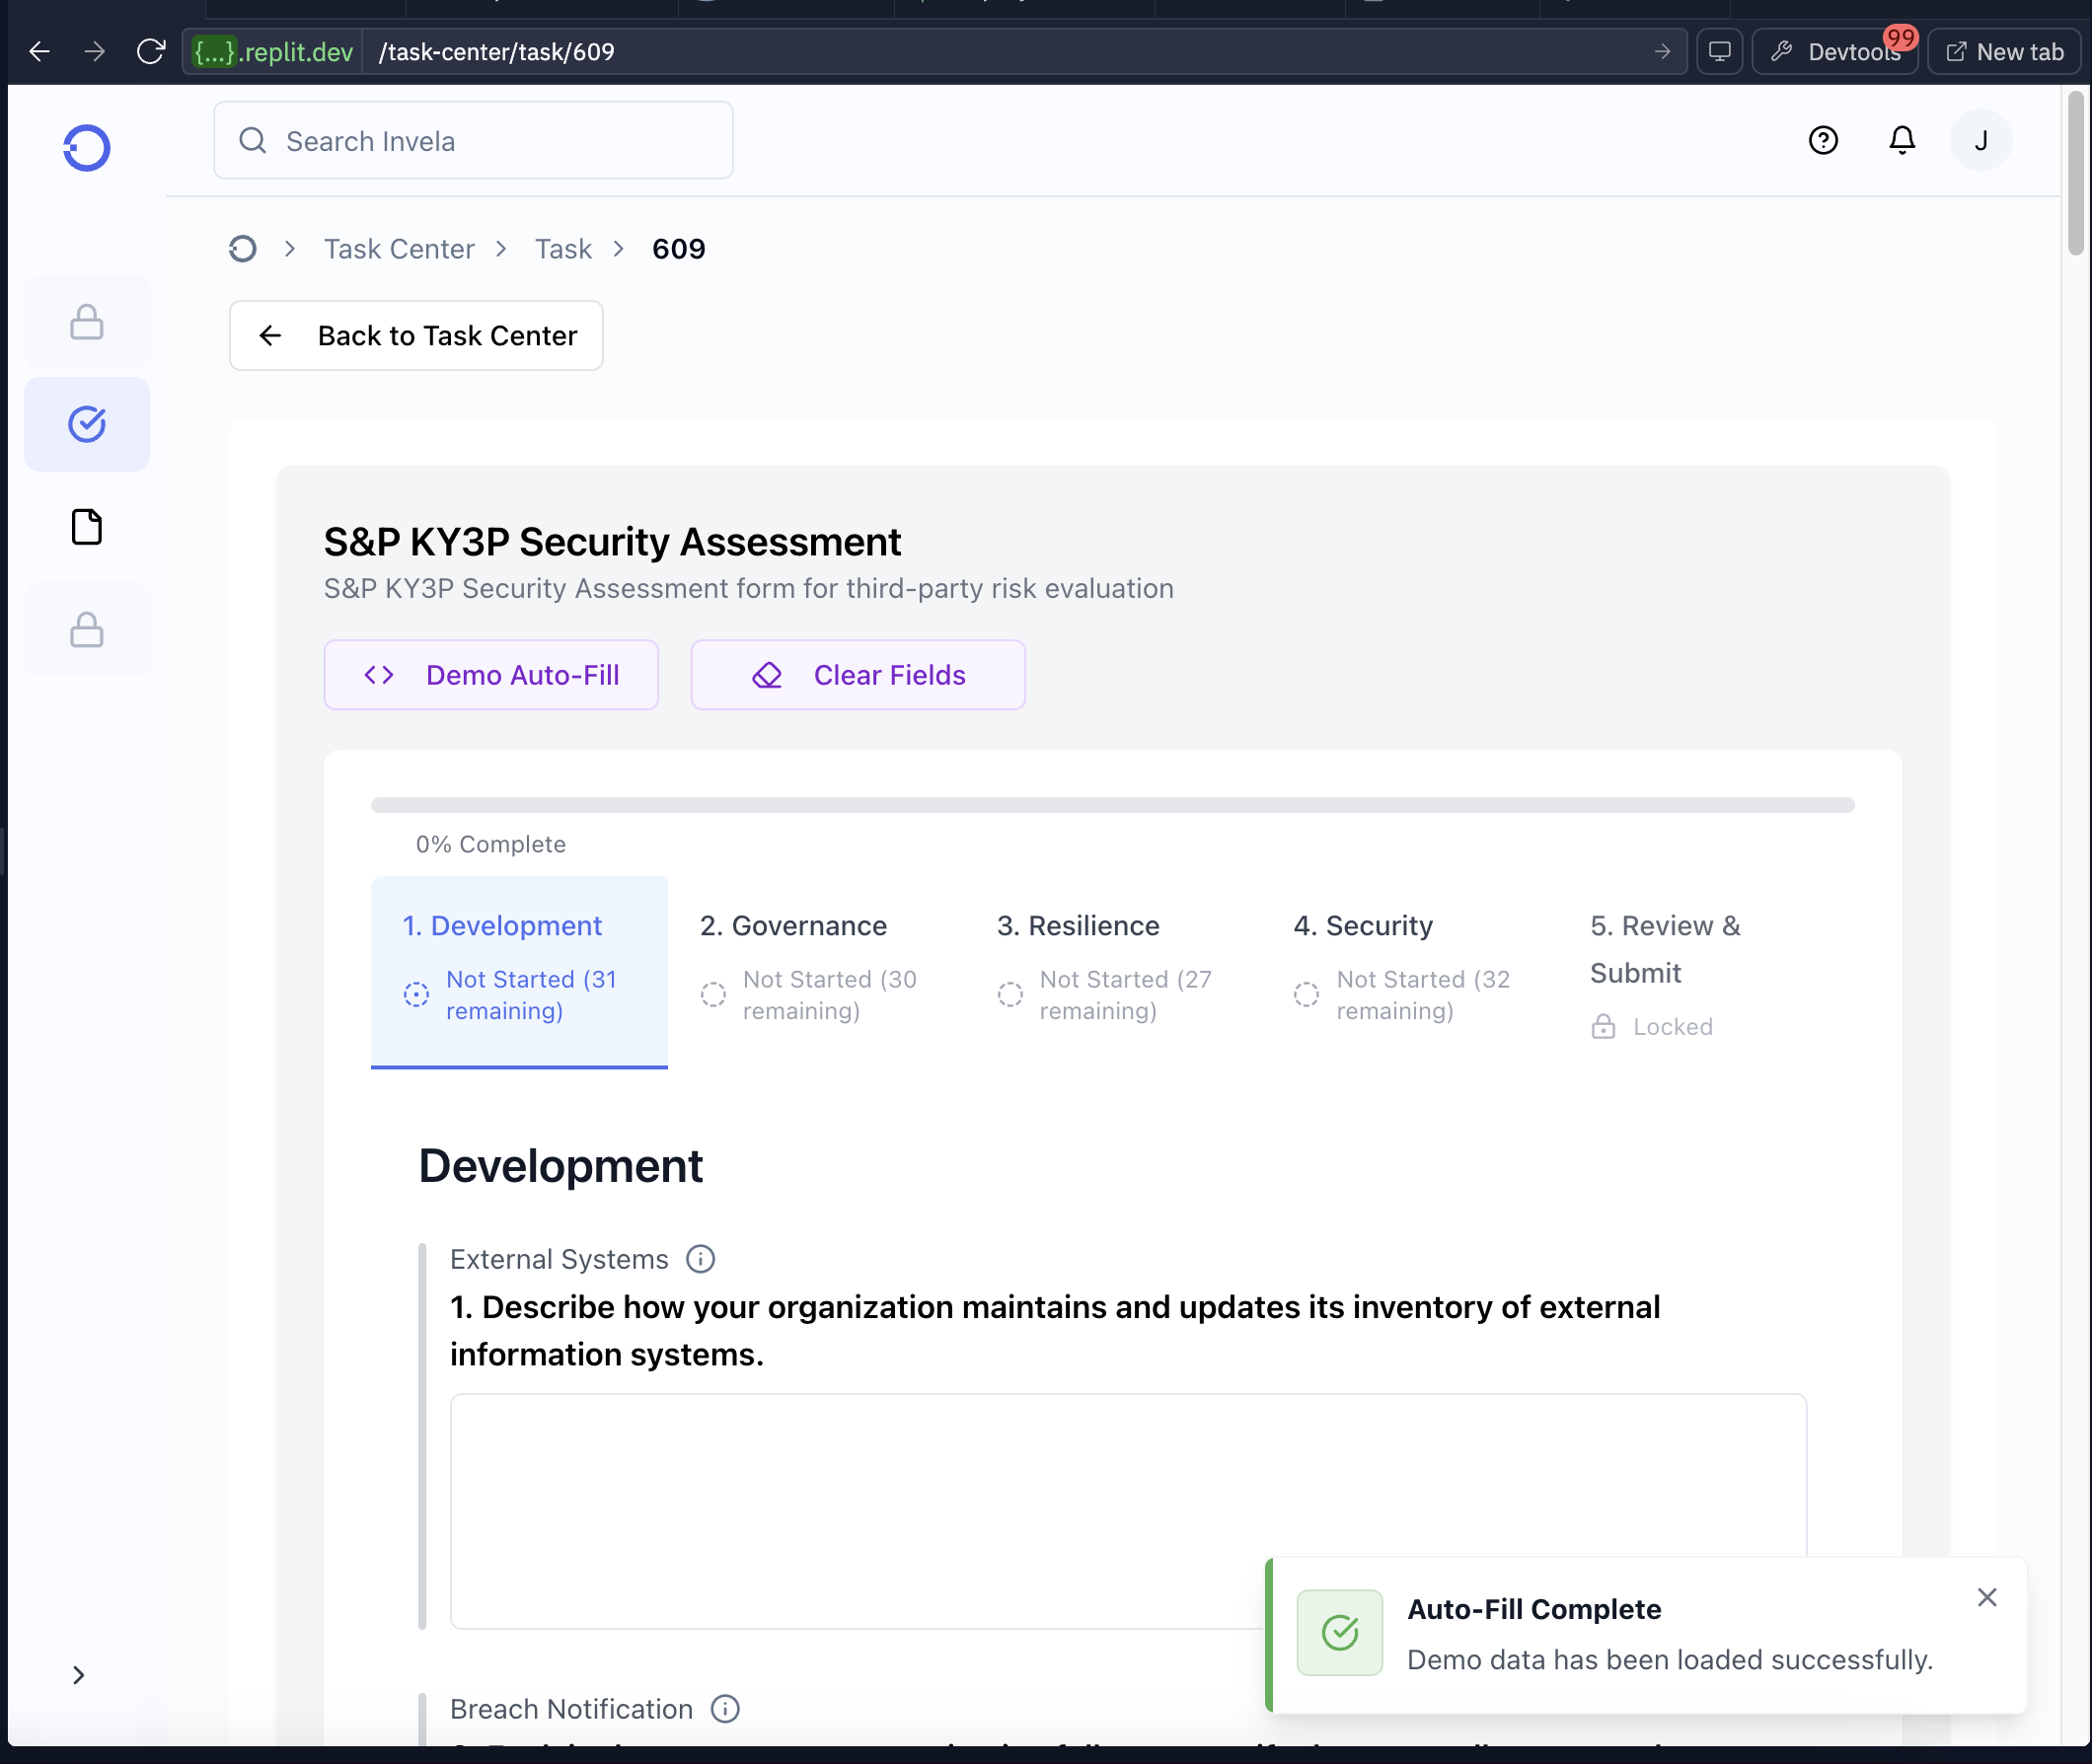 {...}.replit.dev /task-center/task/609 Devtools 99 New tab
Search Invela J
Task Center Task 609
Back to Task Center
S&P KY3P Security Assessment
S&P KY3P Security Assessment form for third-party risk evaluation
Demo Auto-Fill Clear Fields
0% Complete
1. Development
Not Started (31
remaining)
2. Governance
Not Started (30
remaining)
3. Resilience
Not Started (27
remaining)
4. Security
Not Started (32
remaining)
5. Review &
Submit
Locked
Development
External Systems
1. Describe how your organization maintains and updates its inventory of external
information systems.
Auto-Fill Complete
Demo data has been loaded successfully.
Breach Notification